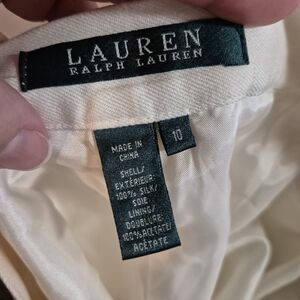 LAUREN
RALPH LAUREN
10
MADE IN
CHINA
SHELL/
EXTÉRIEUR:
100% SILK/
SOIE
LINING/
DOUBLURE:
100% ACETATE/
ACÉTATE